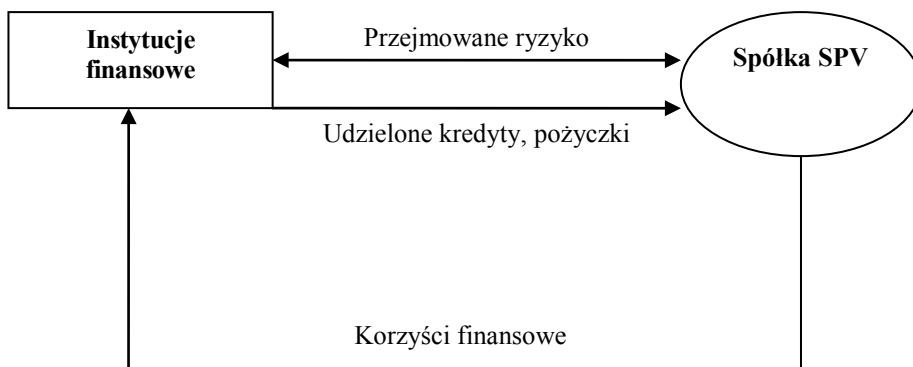 Instytucje
finansowe
Przejmowane ryzyko
Spółka SPV
Udzielone kredyty, pożyczki
Korzyści finansowe